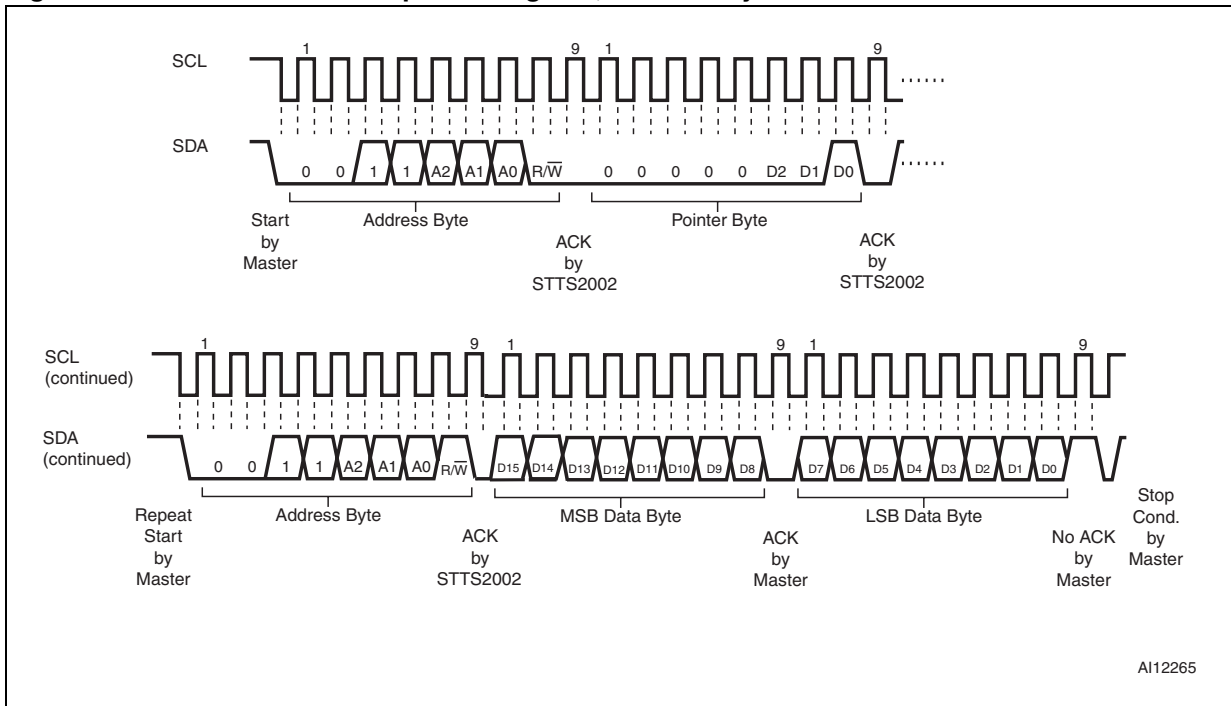 SCL
1 9 1 9
SDA
0 0 1 1 A2 A1 A0 R/W 0 0 0 0 0 D2 D1 D0
Start by Master
Address Byte
ACK by STTS2002
Pointer Byte
ACK by STTS2002
SCL (continued)
1 9 1 9 1 9
SDA (continued)
0 0 1 1 A2 A1 A0 R/W D15 D14 D13 D12 D11 D10 D9 D8 D7 D6 D5 D4 D3 D2 D1 D0
Repeat Start by Master
Address Byte
ACK by STTS2002
MSB Data Byte
ACK by Master
LSB Data Byte
No ACK by Master
Stop Cond. by Master
AI12265